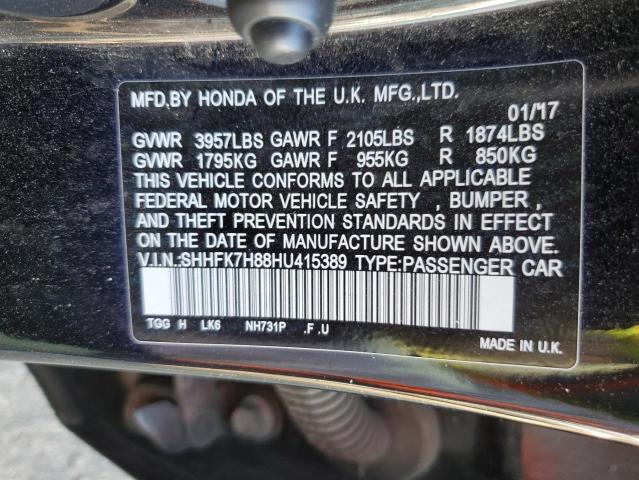 MFD.BY HONDA OF THE U.K. MFG.,LTD.
01/'17
GVWR 3957LBS GAWR F 2105LBS R 1874LBS
GVWR 1795KG GAWR F 955KG R 850KG
THIS VEHICLE CONFORMS TO ALL APPLICABLE
FEDERAL MOTOR VEHICLE SAFETY , BUMPER ,
AND THEFT PREVENTION STANDARDS IN EFFECT
ON THE DATE OF MANUFACTURE SHOWN ABOVE.
V.I.N.:SHHFK7H88HU415389 TYPE:PASSENGER CAR
TGG H LK6 NH731P .F .U
MADE IN U.K.